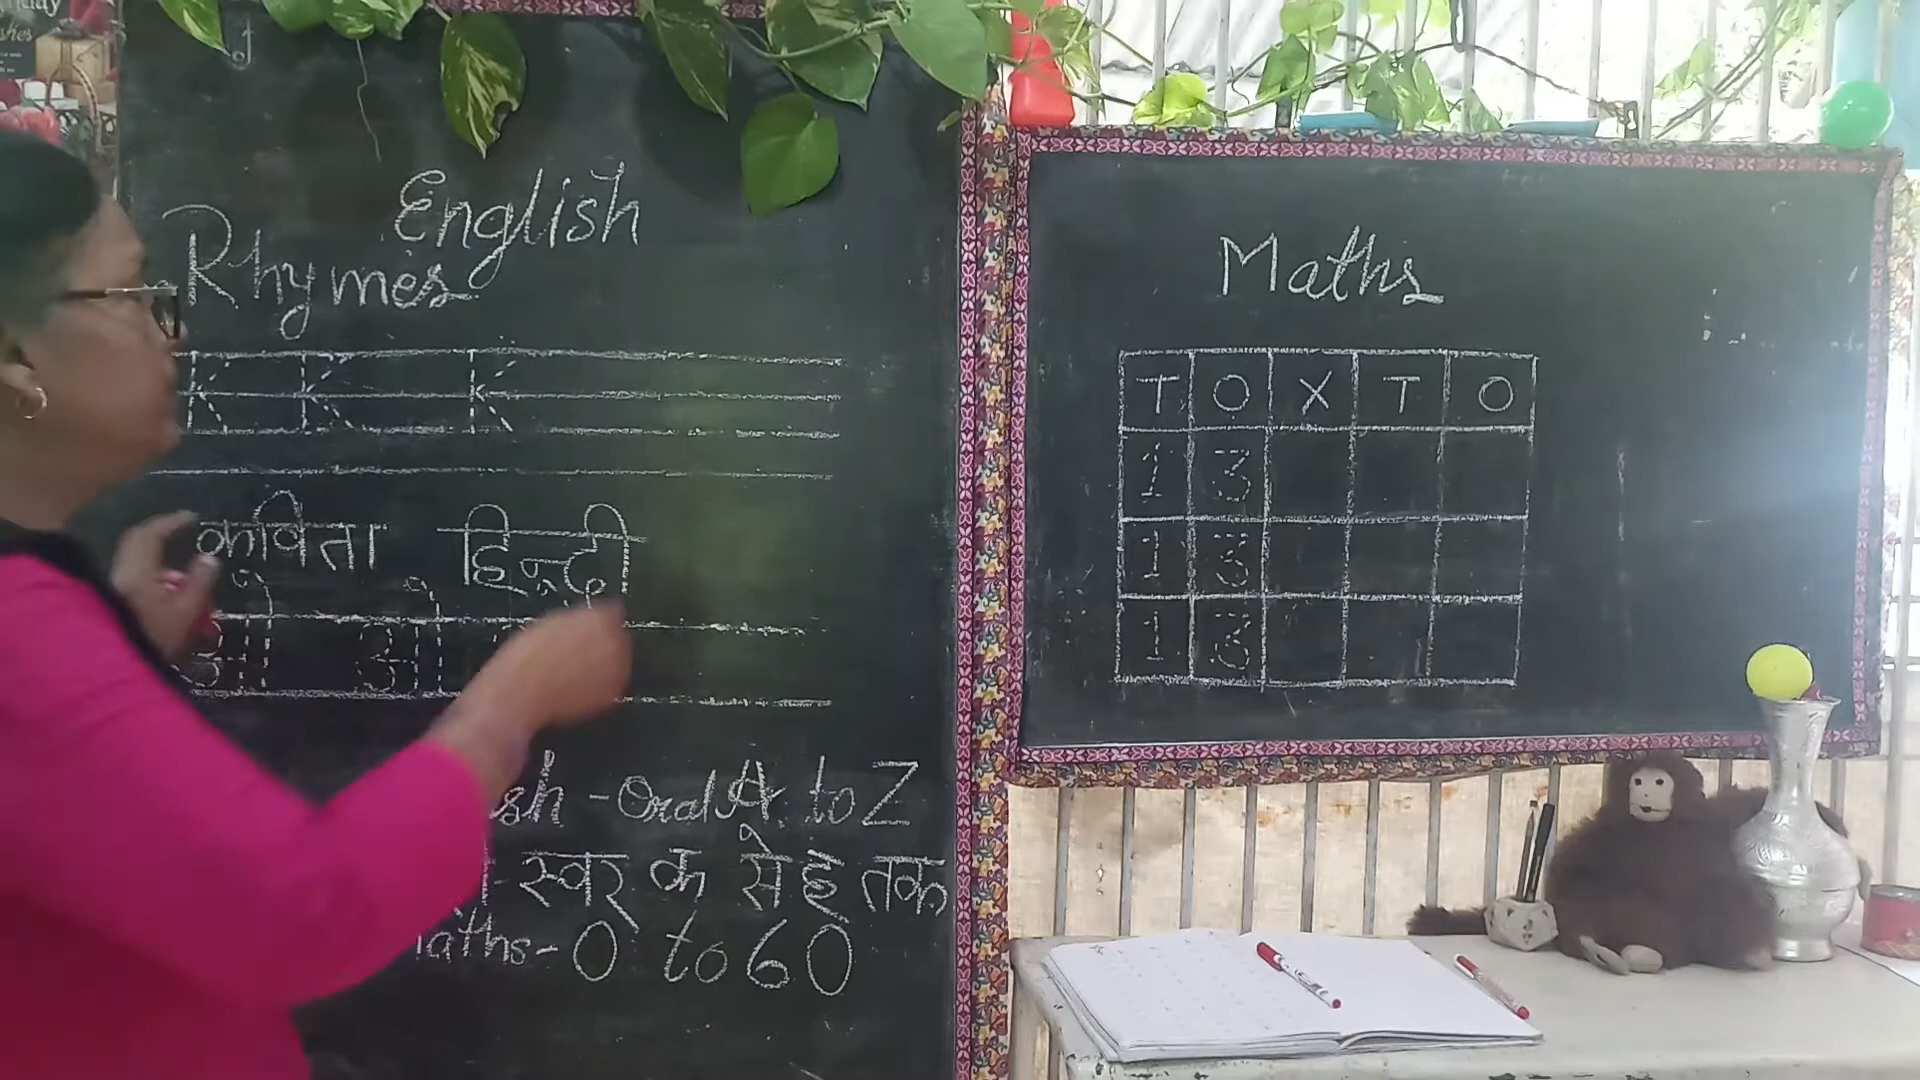 English
Rhymes
K K K
कविता हिन्दी
औ औ
sh - Oral A to Z
- स्वर क से ह तक
Maths - 0 to 60
Maths
T O X T O
1 3
1 3
1 3